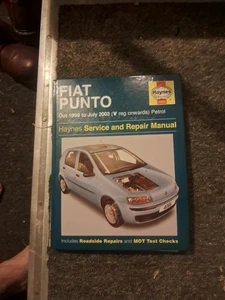 FIAT
PUNTO
Haynes
Oct 1999 to July 2003 (V reg onwards) Petrol
Haynes Service and Repair Manual
Includes Roadside Repairs and MOT Test Checks